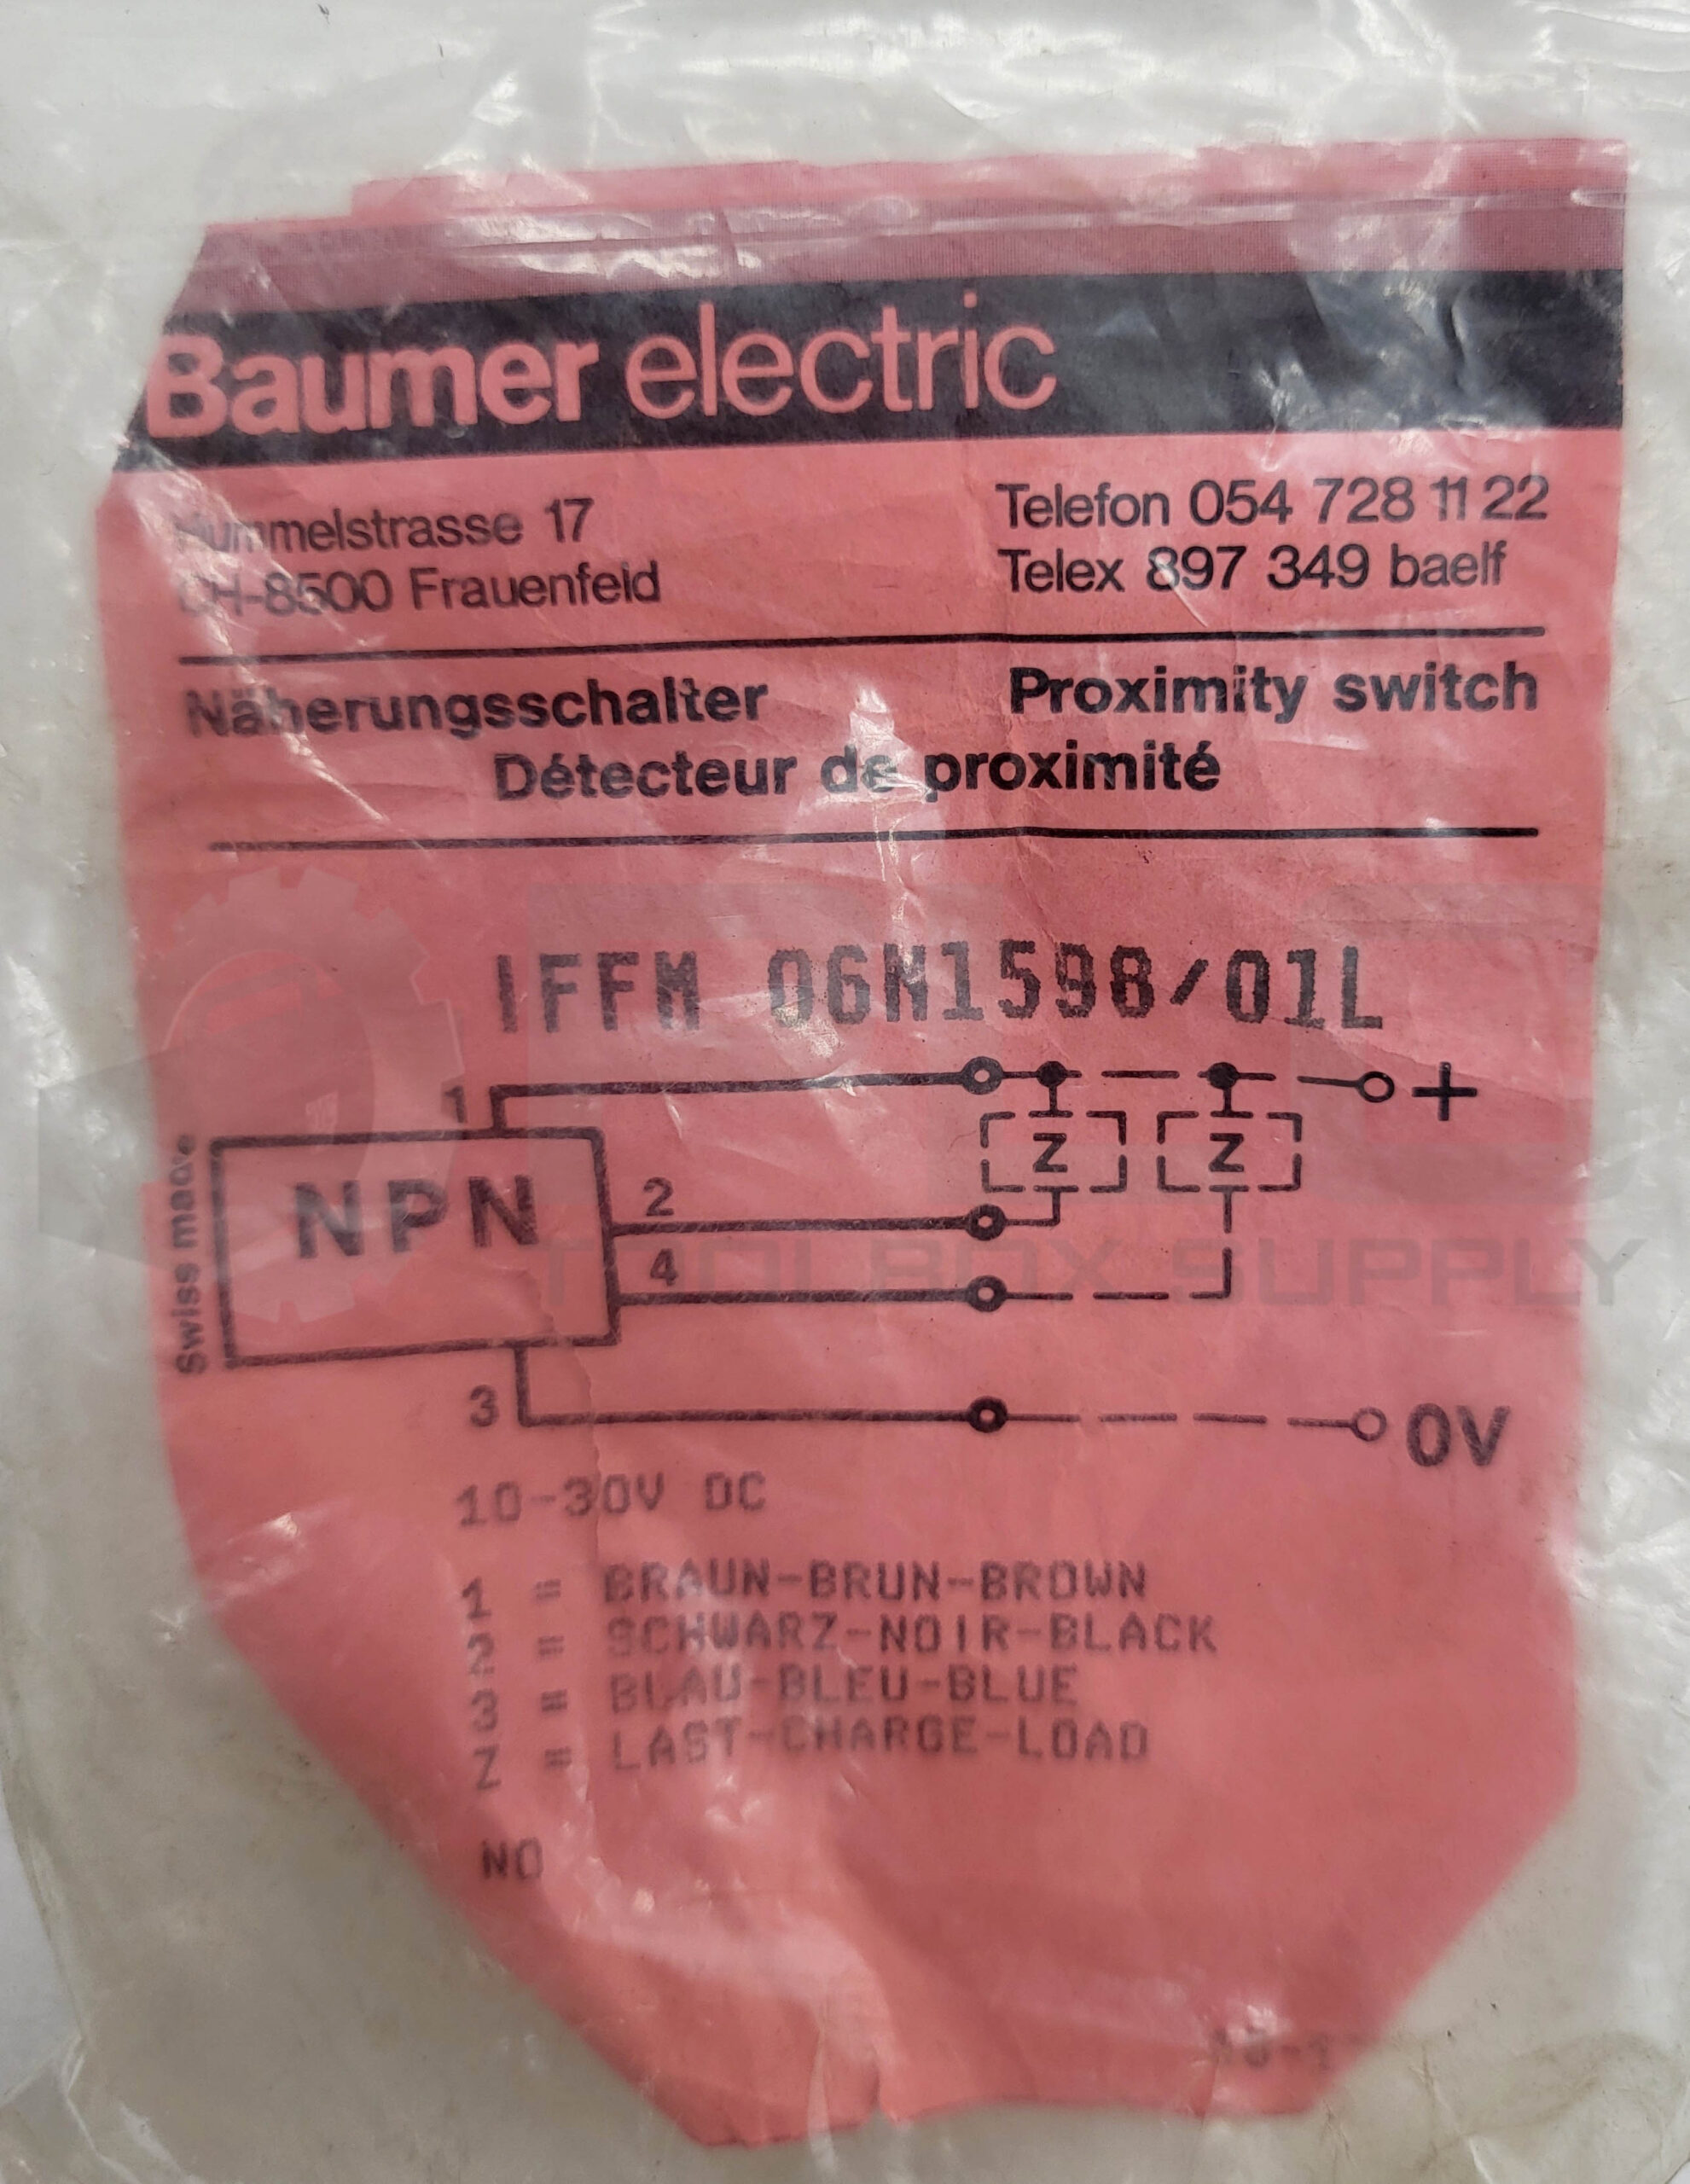 Baumer electric
Hummelstrasse 17
CH-8500 Frauenfeld
Telefon 054 728 11 22
Telex 897 349 baelf
Näherungsschalter
Proximity switch
Détecteur de proximité
IFFM 06N1598/01L
1
+
Z Z
NPN
2
4
Swiss made
TOOLBOX SUPPLY
3
0V
10-30V DC
1 = BRAUN-BRUN-BROWN
2 = SCHWARZ-NOIR-BLACK
3 = BLAU-BLEU-BLUE
Z = LAST-CHARGE-LOAD
NO